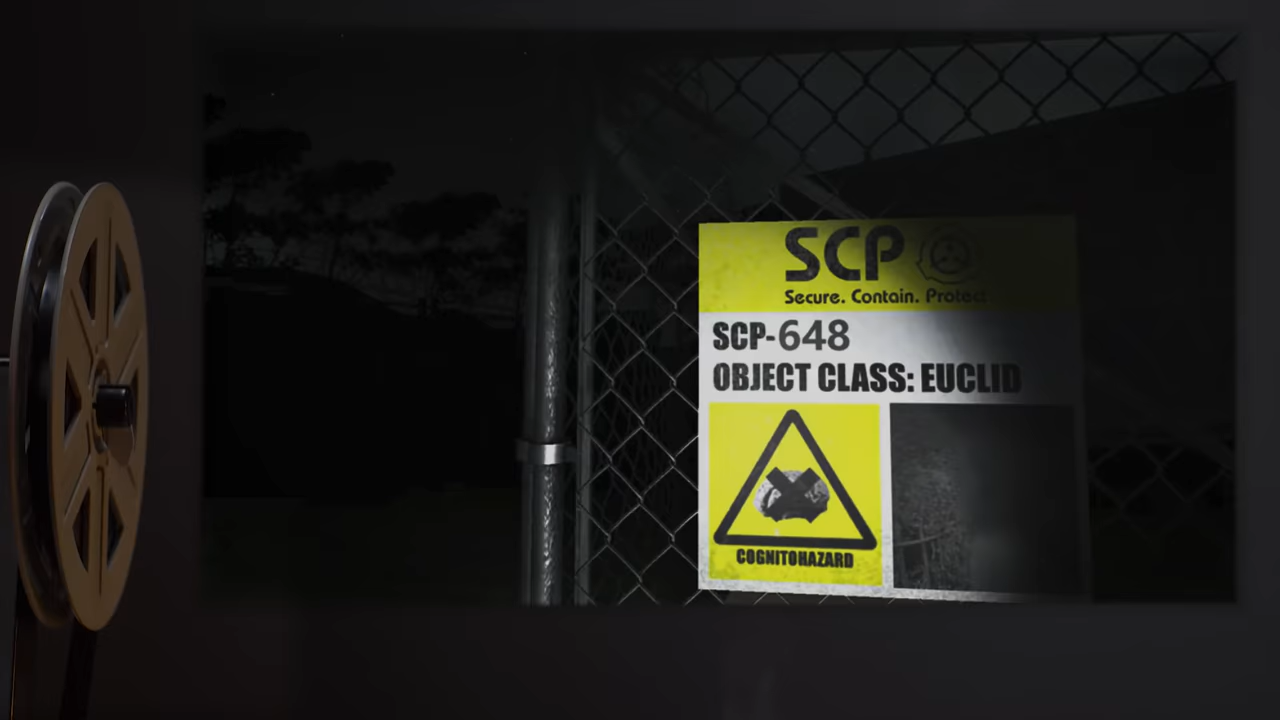 SCP
Secure. Contain. Protect.
SCP-648
OBJECT CLASS: EUCLID
COGNITOHAZARD